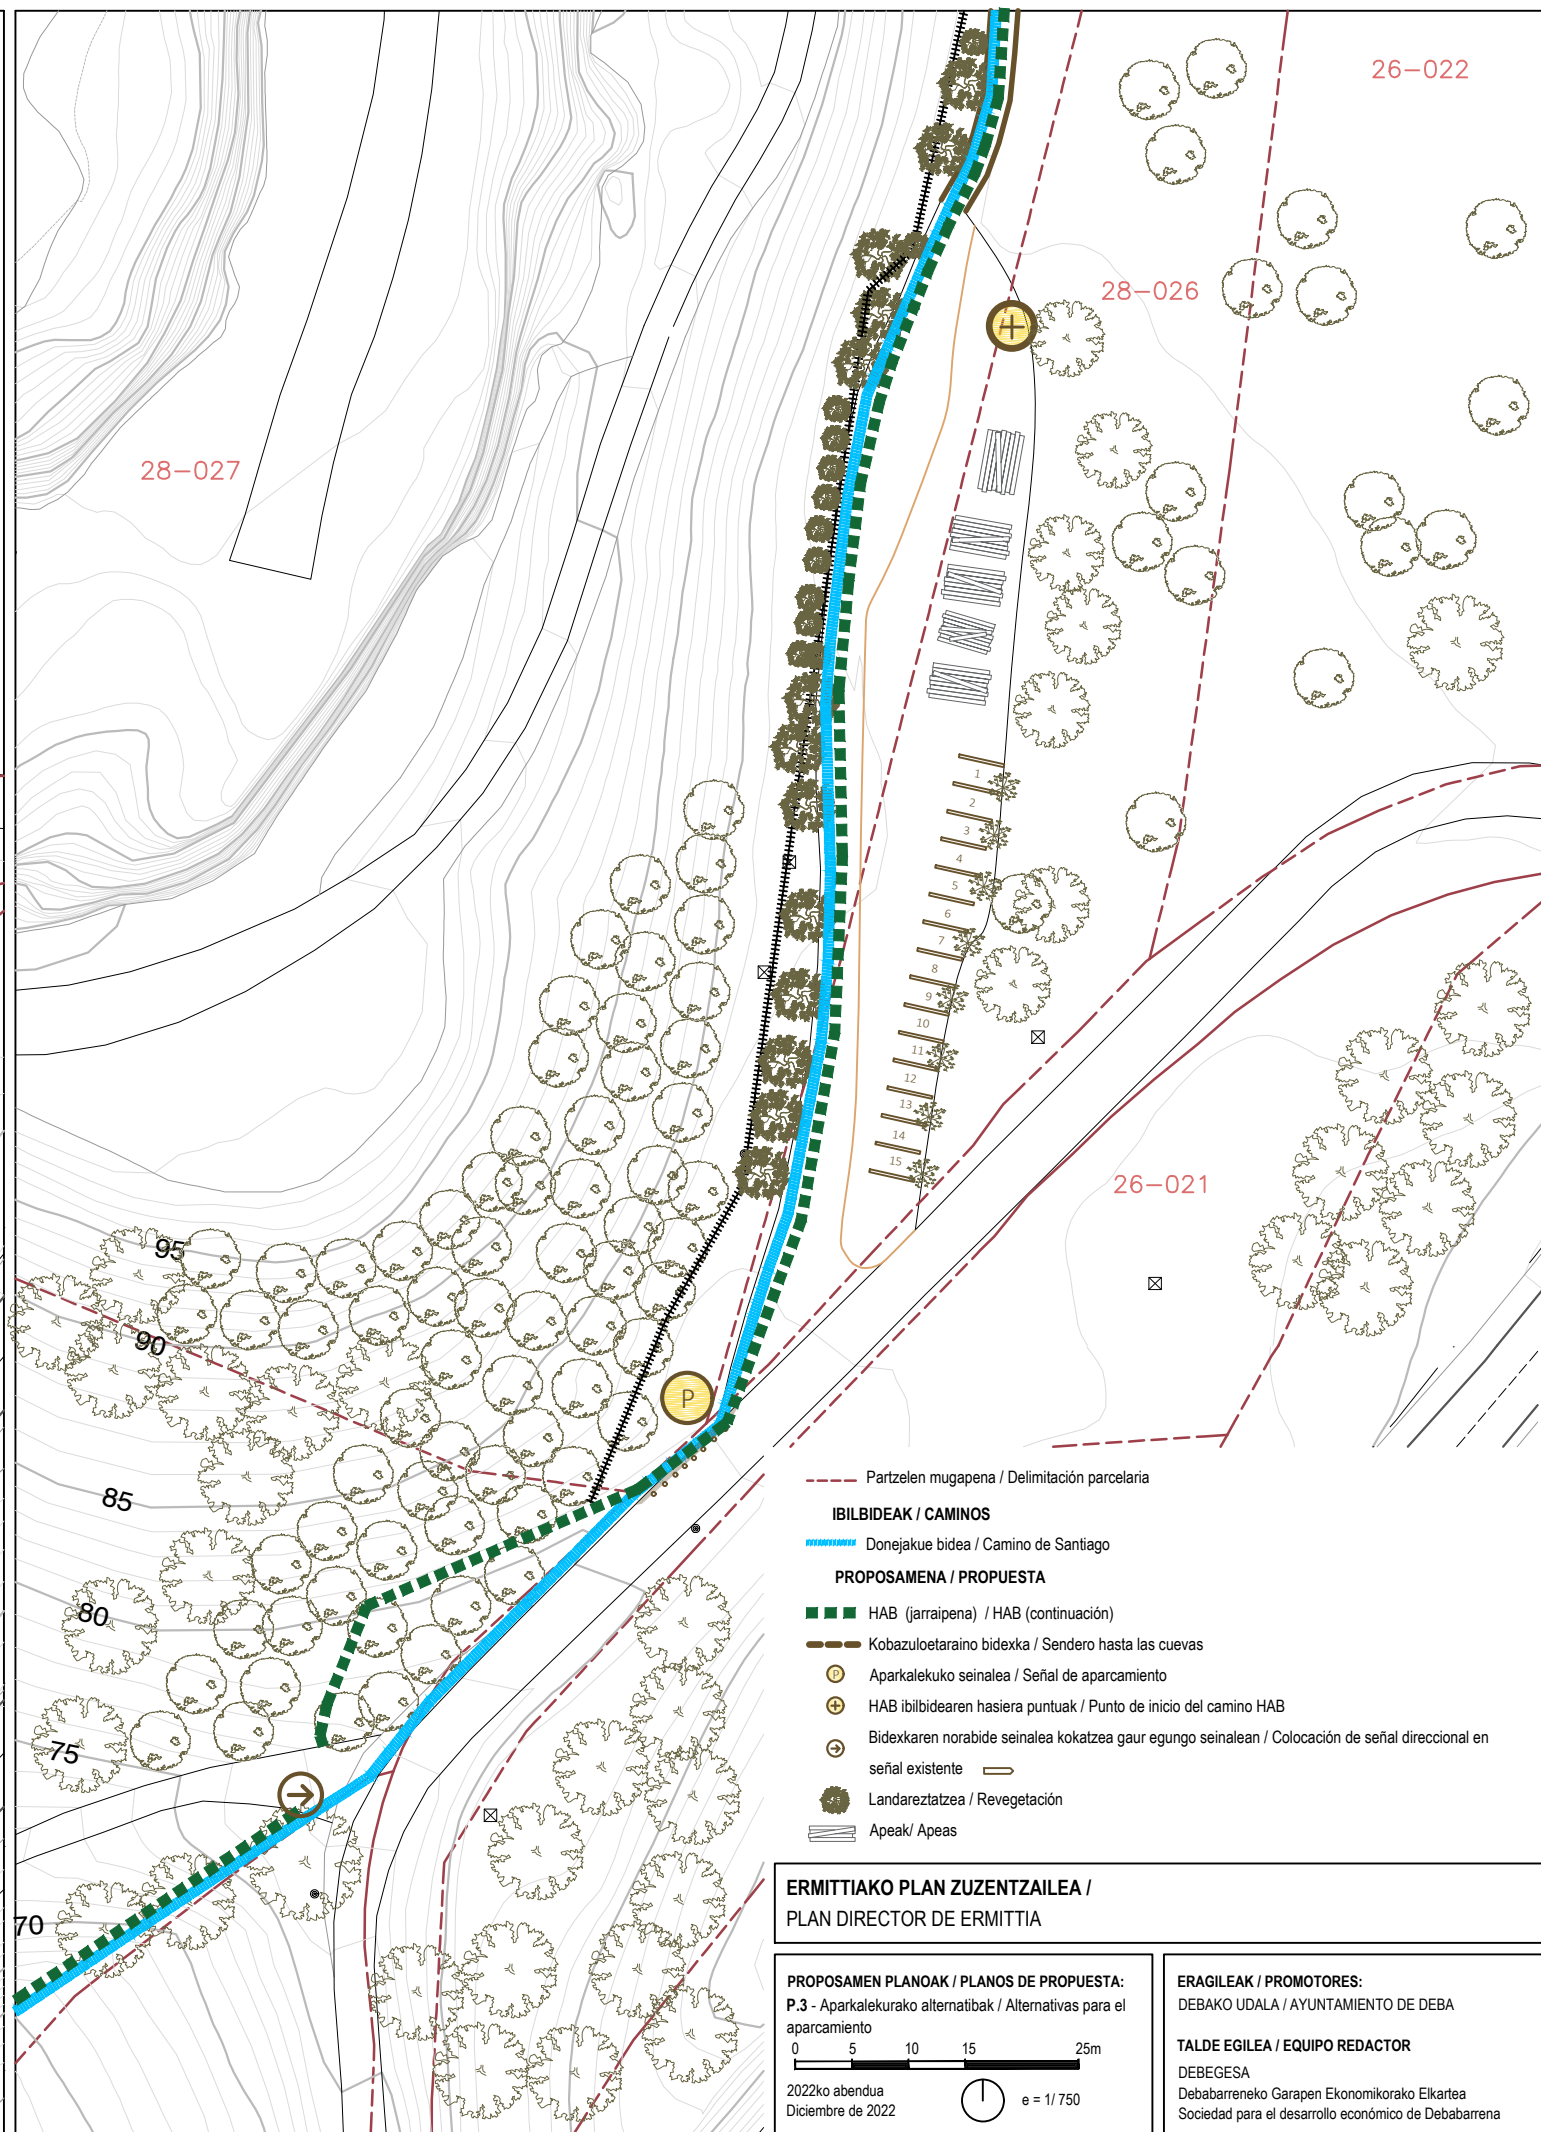 26-022
28-026
28-027
1
2
3
4
5
6
7
8
9
10
11
12
13
14
15
26-021
95
90
P
85
80
75
70
Partzelen mugapena / Delimitación parcelaria
IBILBIDEAK / CAMINOS
Donejakue bidea / Camino de Santiago
PROPOSAMENA / PROPUESTA
HAB (jarraipena) / HAB (continuación)
Kobazuloetaraino bidexka / Sendero hasta las cuevas
P Aparkalekuko seinalea / Señal de aparcamiento
HAB ibilbidearen hasiera puntuak / Punto de inicio del camino HAB
Bidexkaren norabide seinalea kokatzea gaur egungo seinalean / Colocación de señal direccional en
señal existente
Landareztatzea / Revegetación
Apeak/ Apeas
ERMITTIAKO PLAN ZUZENTZAILEA /
PLAN DIRECTOR DE ERMITTIA
PROPOSAMEN PLANOAK / PLANOS DE PROPUESTA:
P.3 - Aparkalekurako alternatibak / Alternativas para el
aparcamiento
0 5 10 15 25m
2022ko abendua
Diciembre de 2022
e = 1/ 750
ERAGILEAK / PROMOTORES:
DEBAKO UDALA / AYUNTAMIENTO DE DEBA
TALDE EGILEA / EQUIPO REDACTOR
DEBEGESA
Debabarreneko Garapen Ekonomikorako Elkartea
Sociedad para el desarrollo económico de Debabarrena